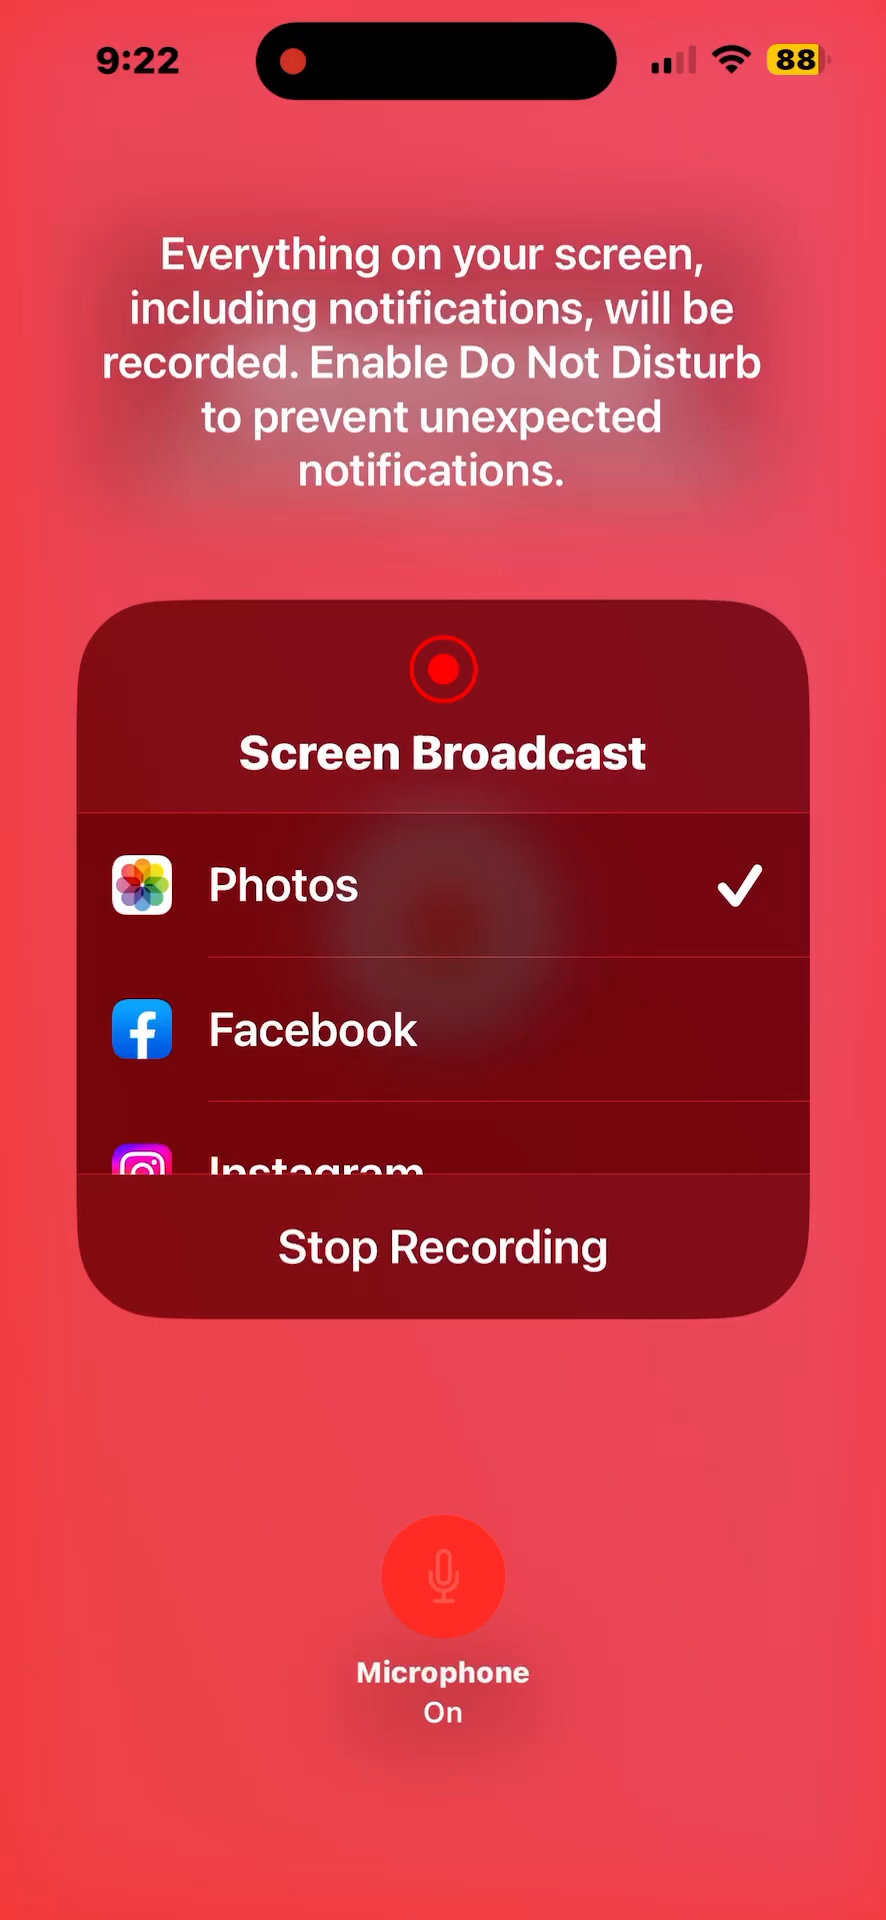 9:22
88
Everything on your screen,
including notifications, will be
recorded. Enable Do Not Disturb
to prevent unexpected
notifications.
Screen Broadcast
Photos
Facebook
Instagram
Stop Recording
Microphone
On